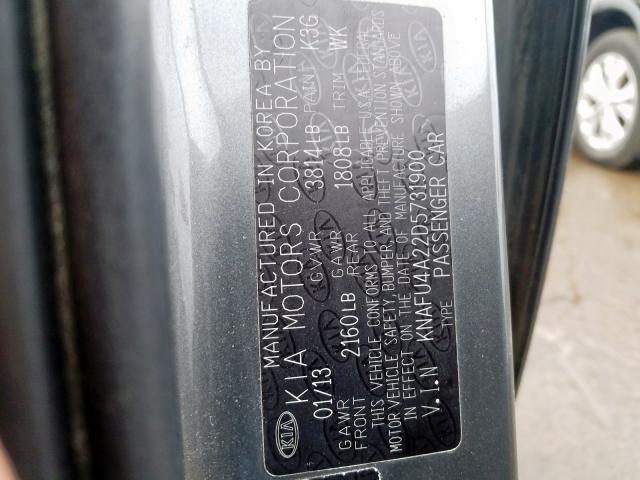 MANUFACTURED IN KOREA BY
KIA KIA MOTORS CORPORATION
01/13 GVWR 3814LB PAINT K3G
GAWR FRONT 2160LB GAWR REAR 1808LB TRIM WK
THIS VEHICLE CONFORMS TO ALL APPLICABLE U.S.A. FEDERAL
MOTOR VEHICLE SAFETY, BUMPER, AND THEFT PREVENTION STANDARDS
IN EFFECT ON THE DATE OF MANUFACTURE SHOWN ABOVE
V.I.N KNAFU4A22D5731900
TYPE PASSENGER CAR